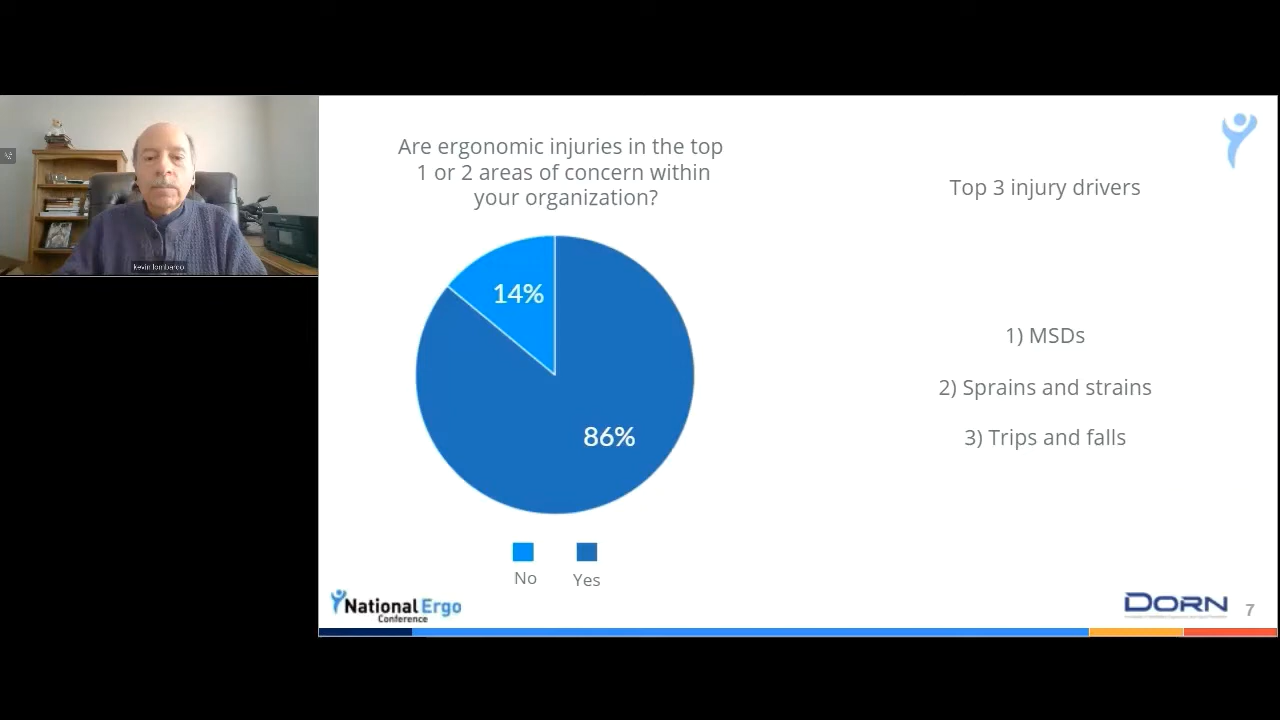 kevin lombardo
Are ergonomic injuries in the top
1 or 2 areas of concern within
your organization?
14%
86%
No
Yes
Top 3 injury drivers
1) MSDs
2) Sprains and strains
3) Trips and falls
National Ergo
Conference
DORN
7